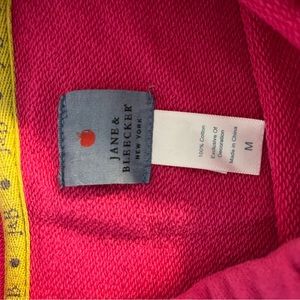 JANE &
BLEECKER
NEW YORK
100% Cotton
Exclusive Of
Decoration
Made in China
M